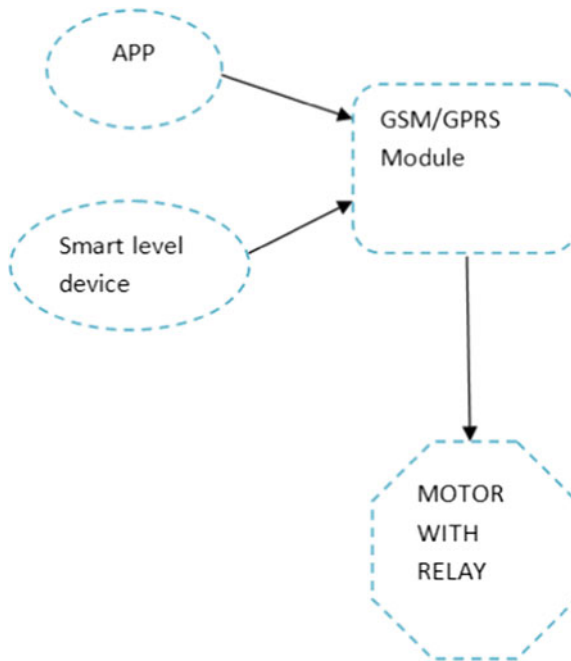 APP
GSM/GPRS
Module
Smart level
device
MOTOR
WITH
RELAY